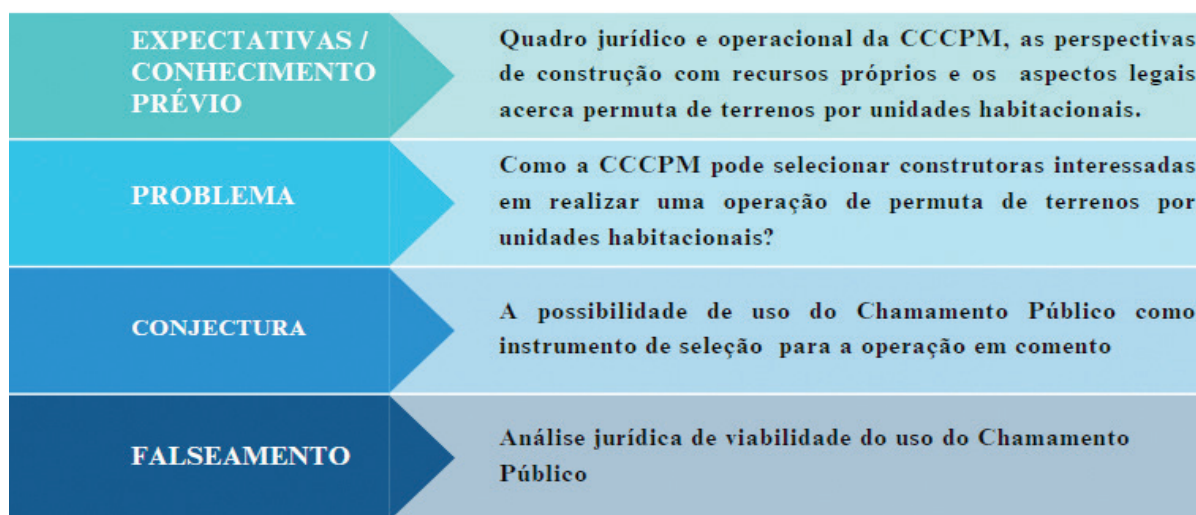 EXPECTATIVAS /
CONHECIMENTO
PRÉVIO
Quadro jurídico e operacional da CCCPM, as perspectivas
de construção com recursos próprios e os aspectos legais
acerca permuta de terrenos por unidades habitacionais.
PROBLEMA
Como a CCCPM pode selecionar construtoras interessadas
em realizar uma operação de permuta de terrenos por
unidades habitacionais?
CONJECTURA
A possibilidade de uso do Chamamento Público como
instrumento de seleção para a operação em comento
FALSEAMENTO
Análise jurídica de viabilidade do uso do Chamamento
Público